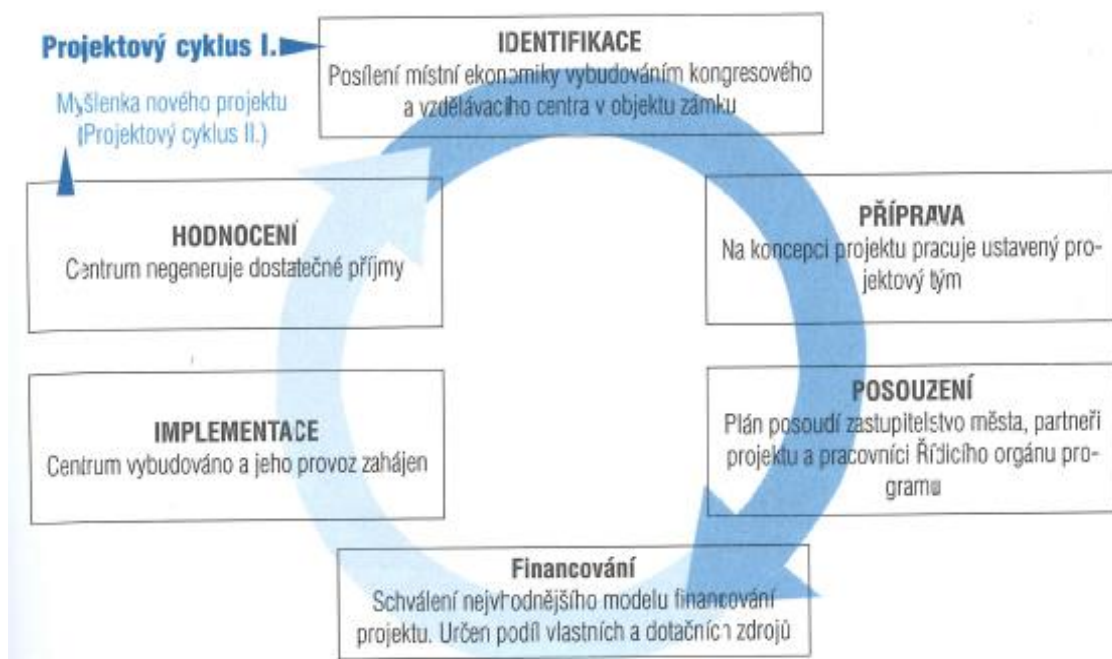 Projektový cyklus I.
IDENTIFIKACE
Posílení místní ekonomiky vybudováním kongresového
a vzdělávacího centra v objektu zámku
Myšlenka nového projektu
(Projektový cyklus II.)
HODNOCENÍ
Centrum negeneruje dostatečné příjmy
PŘÍPRAVA
Na koncepci projektu pracuje ustavený pro-
jektový tým
IMPLEMENTACE
Centrum vybudováno a jeho provoz zahájen
POSOUZENÍ
Plán posoudí zastupitelstvo města, partneři
projektu a pracovníci Řídicího orgánu pro-
gramu
Financování
Schválení nejvhodnějšího modelu financování
projektu. Určen podíl vlastních a dotačních zdrojů